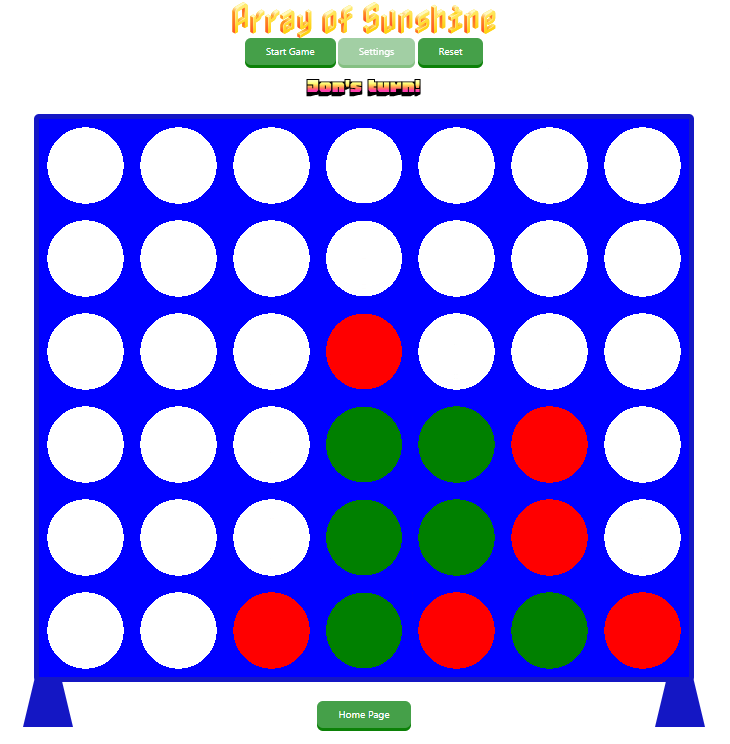 Array of Sunshine
Start Game Settings Reset
Jon's turn!
Home Page